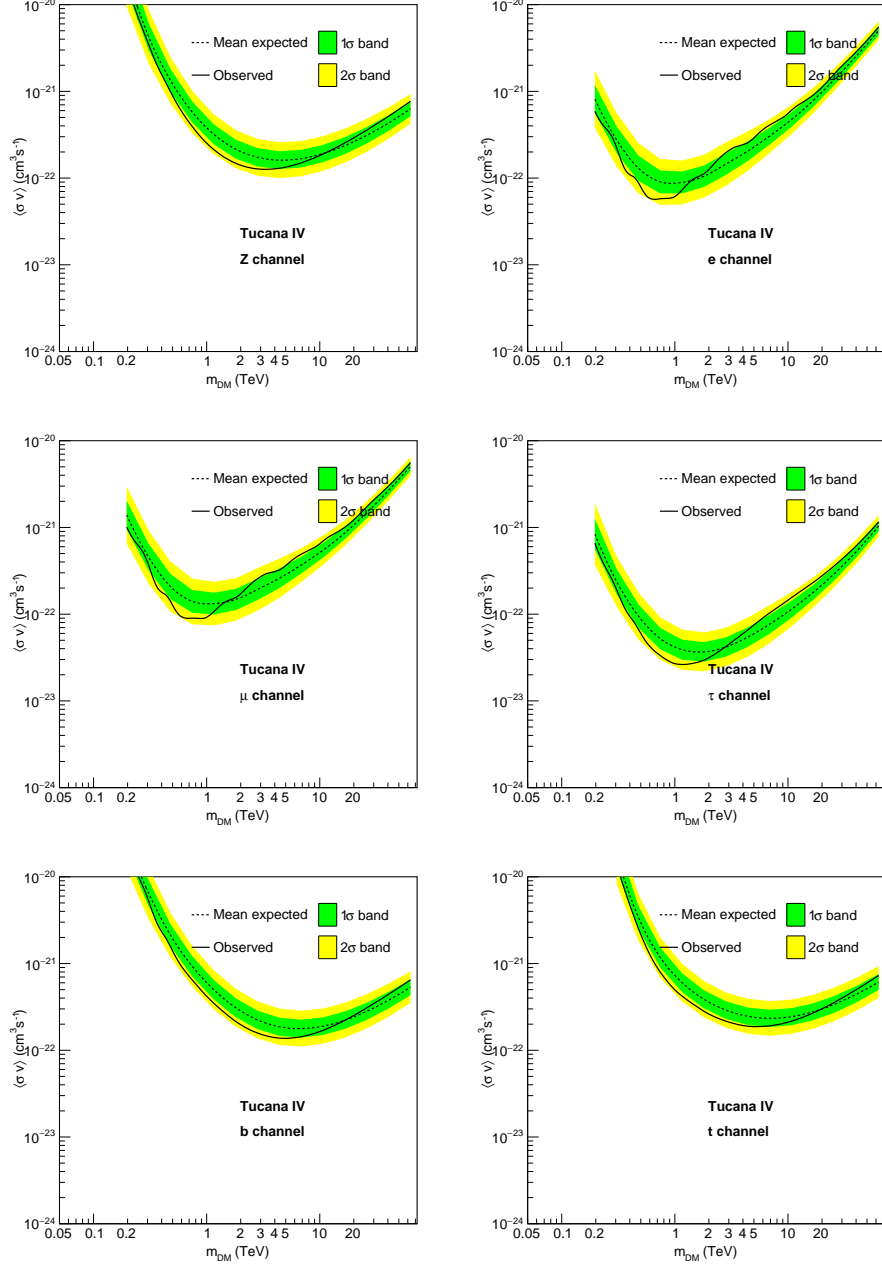 10⁻²⁰
Mean expected 1σ band
Observed 2σ band
10⁻²¹
⟨σ v⟩ (cm³s⁻¹)
10⁻²²
Tucana IV
Z channel
10⁻²³
10⁻²⁴
0.05 0.1 0.2 1 2 3 4 5 10 20
m_DM (TeV)
10⁻²⁰
Mean expected 1σ band
Observed 2σ band
10⁻²¹
⟨σ v⟩ (cm³s⁻¹)
10⁻²²
Tucana IV
e channel
10⁻²³
10⁻²⁴
0.05 0.1 0.2 1 2 3 4 5 10 20
m_DM (TeV)
10⁻²⁰
Mean expected 1σ band
Observed 2σ band
10⁻²¹
⟨σ v⟩ (cm³s⁻¹)
10⁻²²
Tucana IV
μ channel
10⁻²³
10⁻²⁴
0.05 0.1 0.2 1 2 3 4 5 10 20
m_DM (TeV)
10⁻²⁰
Mean expected 1σ band
Observed 2σ band
10⁻²¹
⟨σ v⟩ (cm³s⁻¹)
10⁻²²
Tucana IV
τ channel
10⁻²³
10⁻²⁴
0.05 0.1 0.2 1 2 3 4 5 10 20
m_DM (TeV)
10⁻²⁰
Mean expected 1σ band
Observed 2σ band
10⁻²¹
⟨σ v⟩ (cm³s⁻¹)
10⁻²²
Tucana IV
b channel
10⁻²³
10⁻²⁴
0.05 0.1 0.2 1 2 3 4 5 10 20
m_DM (TeV)
10⁻²⁰
Mean expected 1σ band
Observed 2σ band
10⁻²¹
⟨σ v⟩ (cm³s⁻¹)
10⁻²²
Tucana IV
t channel
10⁻²³
10⁻²⁴
0.05 0.1 0.2 1 2 3 4 5 10 20
m_DM (TeV)